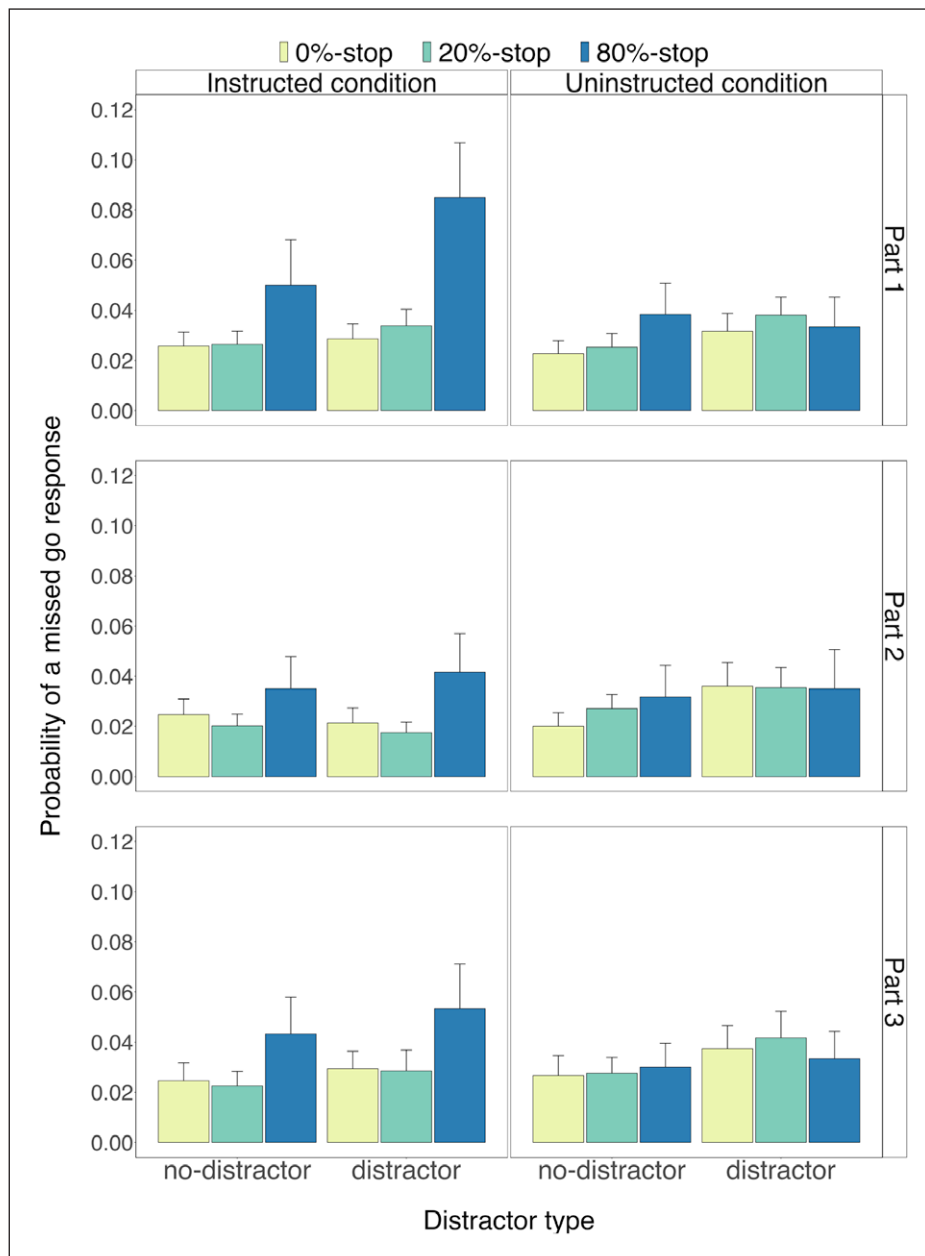 0%-stop 20%-stop 80%-stop
Instructed condition Uninstructed condition
0.12
0.10
0.08
0.06
0.04
0.02
0.00
Part 1
0.12
0.10
0.08
0.06
0.04
0.02
0.00
Part 2
0.12
0.10
0.08
0.06
0.04
0.02
0.00
Part 3
Probability of a missed go response
no-distractor distractor no-distractor distractor
Distractor type